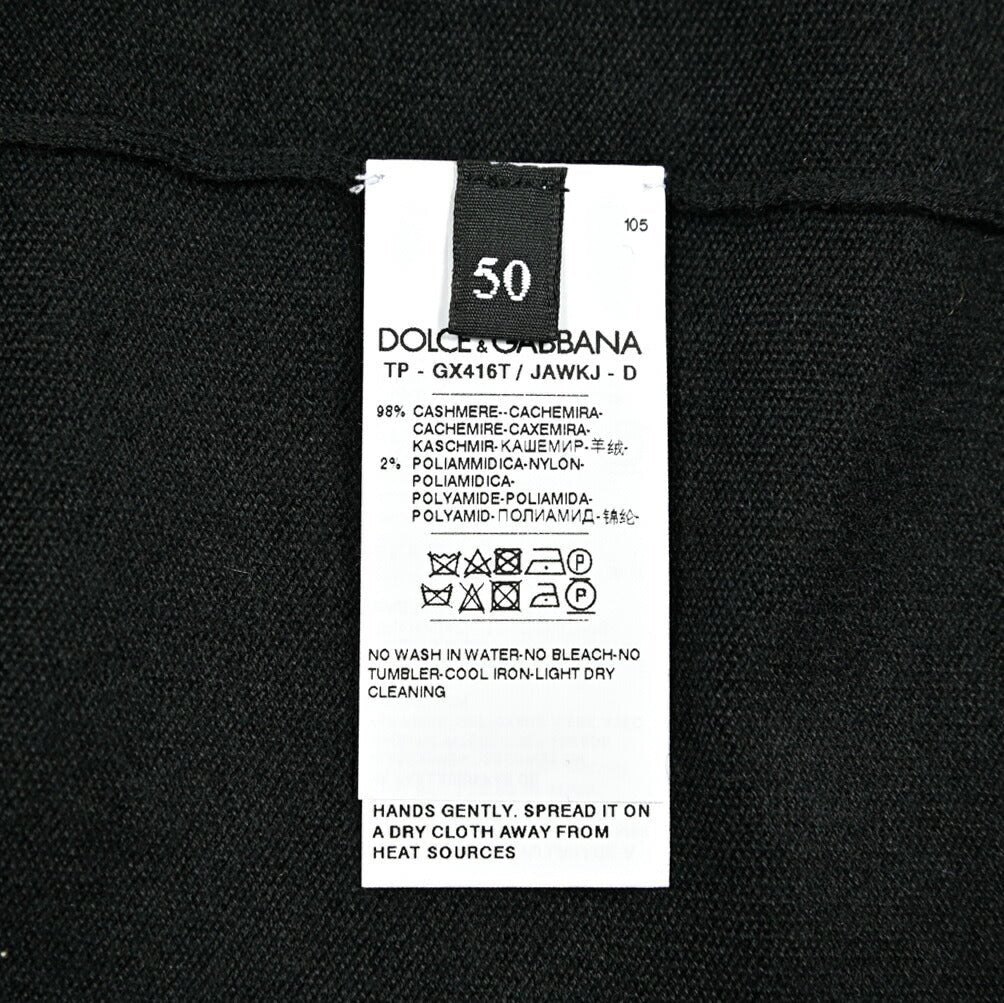 105
50
DOLCE & GABBANA
TP - GX416T / JAWKJ - D
98% CASHMERE--CACHEMIRA-
CACHEMIRE-CAXEMIRA-
KASCHMIR-КАШЕМИР-羊绒-
2% POLIAMMIDICA-NYLON-
POLIAMIDICA-
POLYAMIDE-POLIAMIDA-
POLYAMID-ПОЛИАМИД-锦纶-
P
P
NO WASH IN WATER-NO BLEACH-NO
TUMBLER-COOL IRON-LIGHT DRY
CLEANING
HANDS GENTLY. SPREAD IT ON
A DRY CLOTH AWAY FROM
HEAT SOURCES